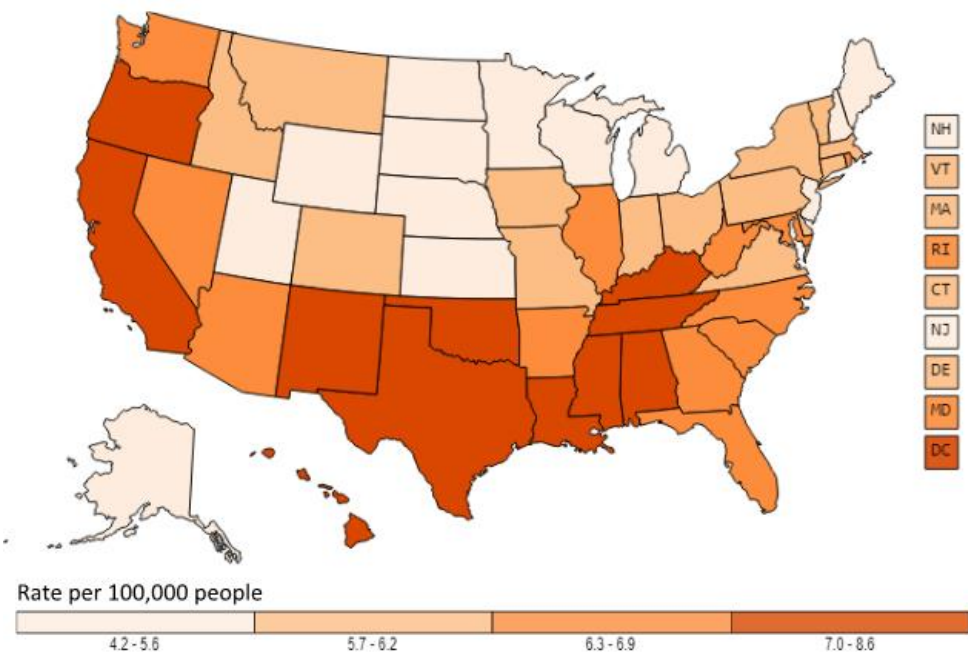 NH
VT
MA
RI
CT
NJ
DE
MD
DC
Rate per 100,000 people
4.2 - 5.6
5.7 - 6.2
6.3 - 6.9
7.0 - 8.6